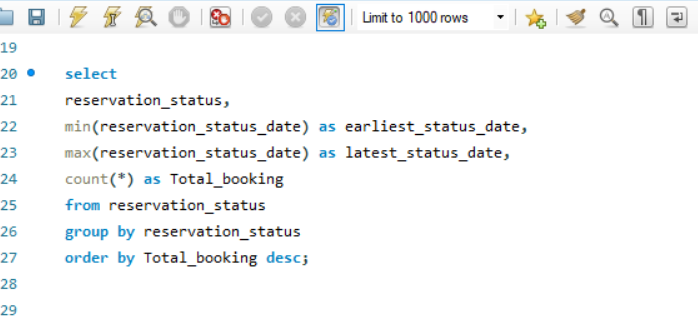 Limit to 1000 rows
19
20 select
21 reservation_status,
22 min(reservation_status_date) as earliest_status_date,
23 max(reservation_status_date) as latest_status_date,
24 count(*) as Total_booking
25 from reservation_status
26 group by reservation_status
27 order by Total_booking desc;
28
29